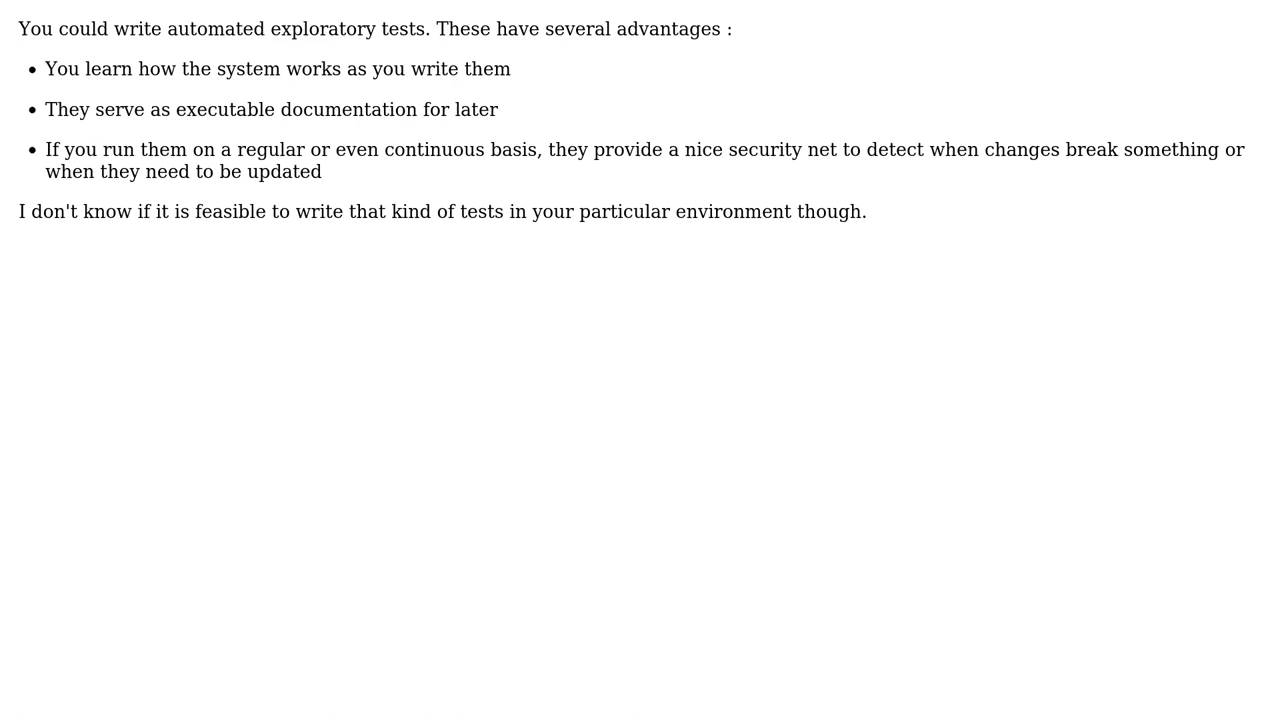 You could write automated exploratory tests. These have several advantages :
• You learn how the system works as you write them
• They serve as executable documentation for later
• If you run them on a regular or even continuous basis, they provide a nice security net to detect when changes break something or
when they need to be updated
I don't know if it is feasible to write that kind of tests in your particular environment though.